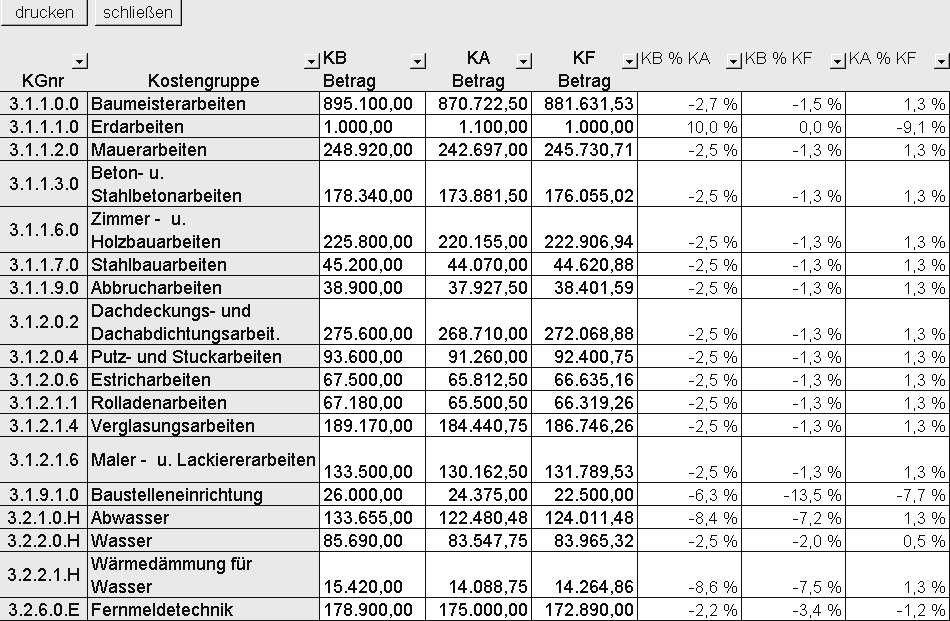 drucken schließen
KB KA KF KB % KA KB % KF KA % KF
KGnr Kostengruppe Betrag Betrag Betrag
3.1.1.0.0 Baumeisterarbeiten 895.100,00 870.722,50 881.631,53 -2,7 % -1,5 % 1,3 %
3.1.1.1.0 Erdarbeiten 1.000,00 1.100,00 1.000,00 10,0 % 0,0 % -9,1 %
3.1.1.2.0 Mauerarbeiten 248.920,00 242.697,00 245.730,71 -2,5 % -1,3 % 1,3 %
Beton- u.
3.1.1.3.0 Stahlbetonarbeiten 178.340,00 173.881,50 176.055,02 -2,5 % -1,3 % 1,3 %
Zimmer - u.
3.1.1.6.0 Holzbauarbeiten 225.800,00 220.155,00 222.906,94 -2,5 % -1,3 % 1,3 %
3.1.1.7.0 Stahlbauarbeiten 45.200,00 44.070,00 44.620,88 -2,5 % -1,3 % 1,3 %
3.1.1.9.0 Abbrucharbeiten 38.900,00 37.927,50 38.401,59 -2,5 % -1,3 % 1,3 %
Dachdeckungs- und
3.1.2.0.2 Dachabdichtungsarbeit. 275.600,00 268.710,00 272.068,88 -2,5 % -1,3 % 1,3 %
3.1.2.0.4 Putz- und Stuckarbeiten 93.600,00 91.260,00 92.400,75 -2,5 % -1,3 % 1,3 %
3.1.2.0.6 Estricharbeiten 67.500,00 65.812,50 66.635,16 -2,5 % -1,3 % 1,3 %
3.1.2.1.1 Rolladenarbeiten 67.180,00 65.500,50 66.319,26 -2,5 % -1,3 % 1,3 %
3.1.2.1.4 Verglasungsarbeiten 189.170,00 184.440,75 186.746,26 -2,5 % -1,3 % 1,3 %
3.1.2.1.6 Maler - u. Lackiererarbeiten 133.500,00 130.162,50 131.789,53 -2,5 % -1,3 % 1,3 %
3.1.9.1.0 Baustelleneinrichtung 26.000,00 24.375,00 22.500,00 -6,3 % -13,5 % -7,7 %
3.2.1.0.H Abwasser 133.655,00 122.480,48 124.011,48 -8,4 % -7,2 % 1,3 %
3.2.2.0.H Wasser 85.690,00 83.547,75 83.965,32 -2,5 % -2,0 % 0,5 %
Wärmedämmung für
3.2.2.1.H Wasser 15.420,00 14.088,75 14.264,86 -8,6 % -7,5 % 1,3 %
3.2.6.0.E Fernmeldetechnik 178.900,00 175.000,00 172.890,00 -2,2 % -3,4 % -1,2 %